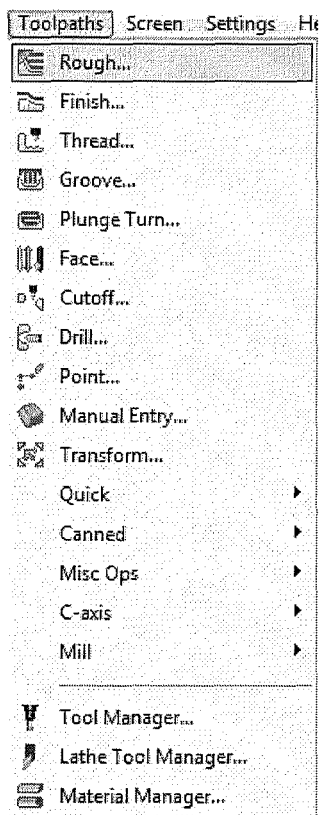 Toolpaths Screen Settings He
Rough...
Finish...
Thread...
Groove...
Plunge Turn...
Face...
Cutoff...
Drill...
Point...
Manual Entry...
Transform...
Quick
Canned
Misc Ops
C-axis
Mill
Tool Manager...
Lathe Tool Manager...
Material Manager...